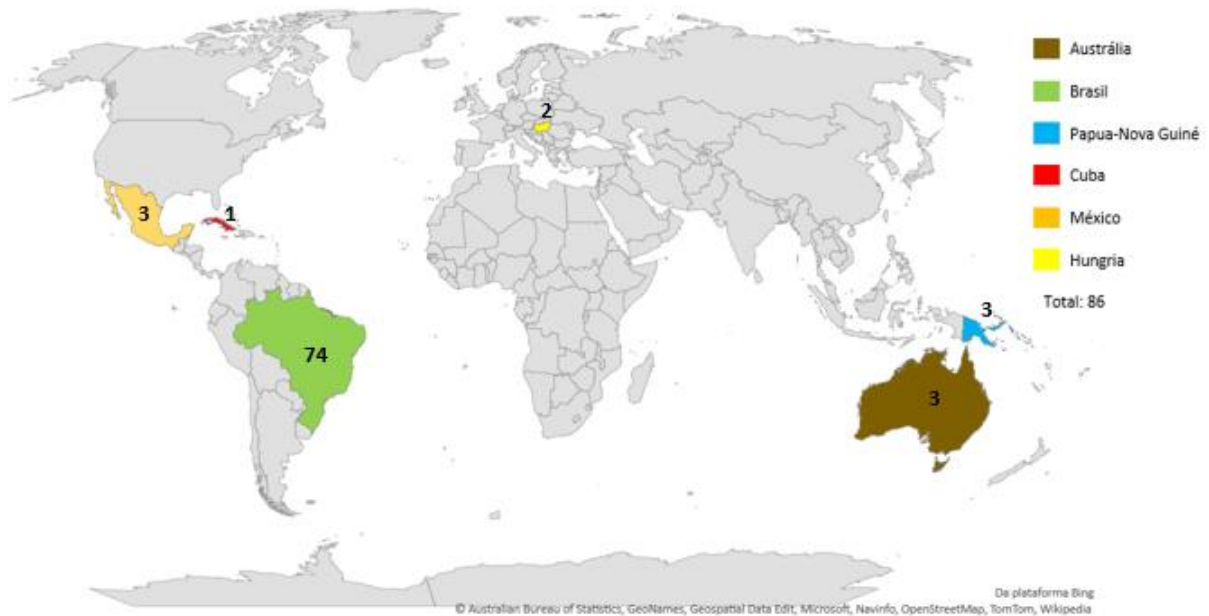 2
3
1
74
3
3
Austrália
Brasil
Papua-Nova Guiné
Cuba
México
Hungria
Total: 86
Da plataforma Bing
© Australian Bureau of Statistics, GeoNames, Geospatial Data Edit, Microsoft, Navinfo, OpenStreetMap, TomTom, Wikipedia